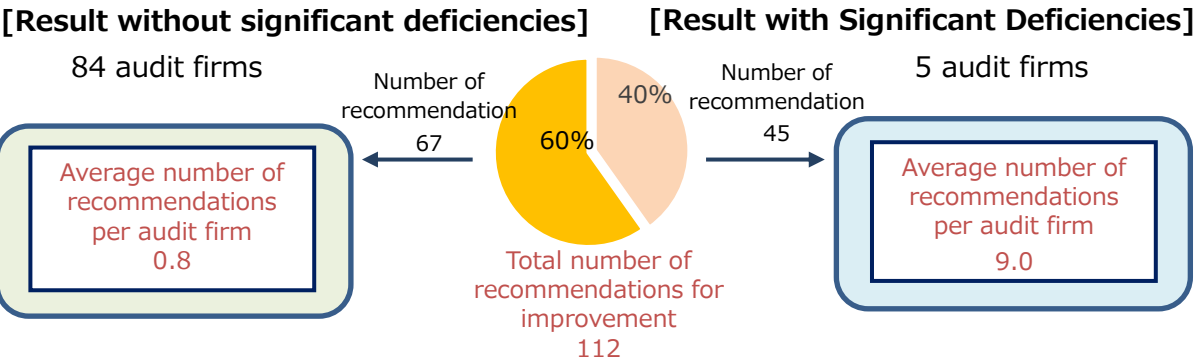 [Result without significant deficiencies]
84 audit firms
Number of
recommendation
67
Average number of
recommendations
per audit firm
0.8
60%
40%
Total number of
recommendations for
improvement
112
[Result with Significant Deficiencies]
5 audit firms
Number of
recommendation
45
Average number of
recommendations
per audit firm
9.0